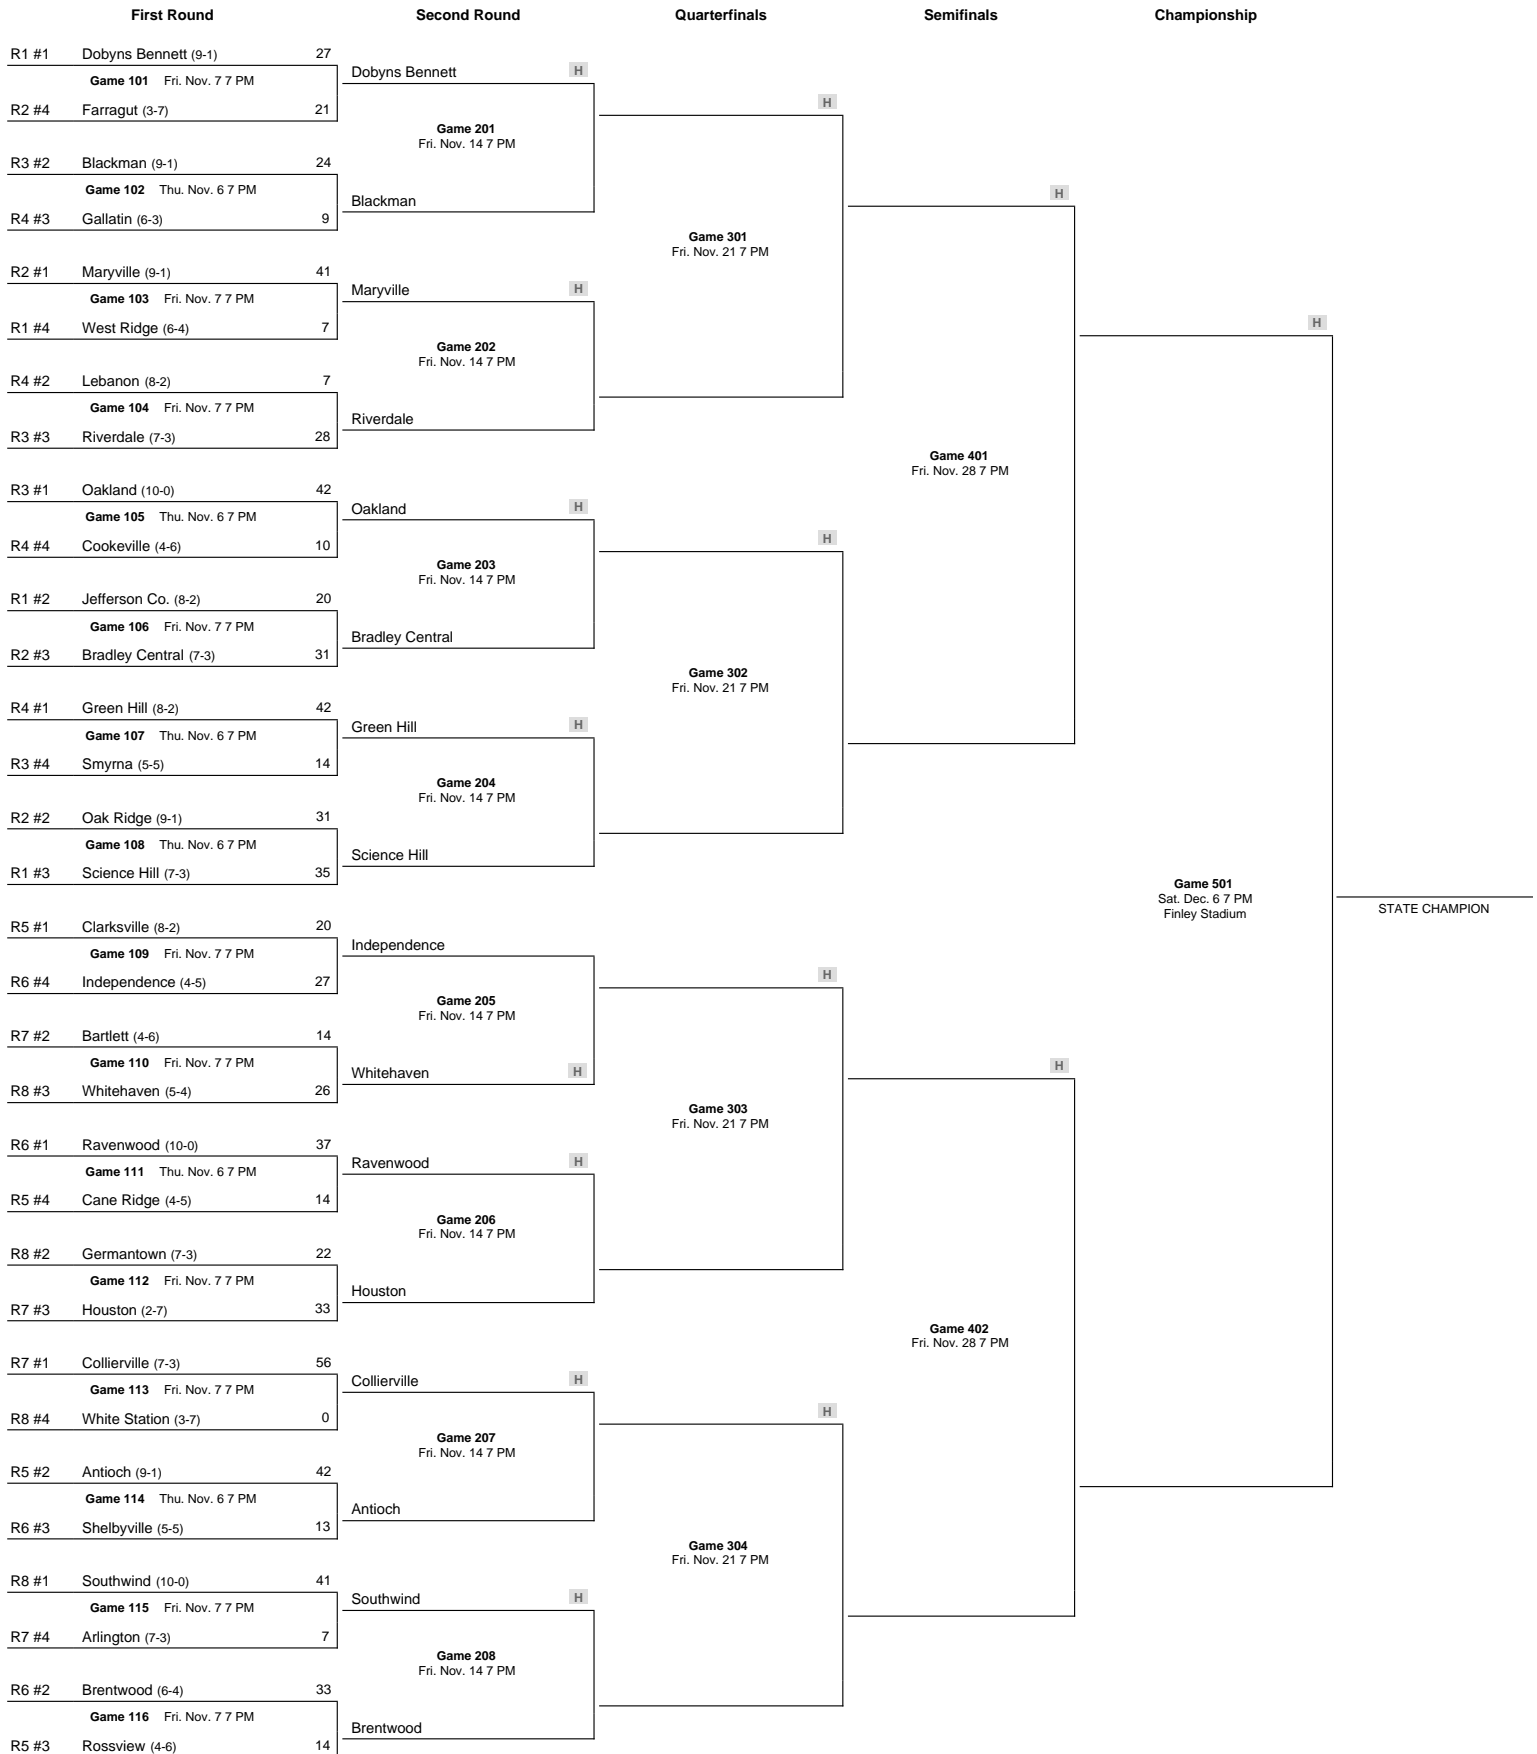 First Round
Second Round
Quarterfinals
Semifinals
Championship
R1 #1 Dobyns Bennett (9-1) 27
Game 101 Fri. Nov. 7 7 PM
R2 #4 Farragut (3-7) 21
R3 #2 Blackman (9-1) 24
Game 102 Thu. Nov. 6 7 PM
R4 #3 Gallatin (6-3) 9
R2 #1 Maryville (9-1) 41
Game 103 Fri. Nov. 7 7 PM
R1 #4 West Ridge (6-4) 7
R4 #2 Lebanon (8-2) 7
Game 104 Fri. Nov. 7 7 PM
R3 #3 Riverdale (7-3) 28
R3 #1 Oakland (10-0) 42
Game 105 Thu. Nov. 6 7 PM
R4 #4 Cookeville (4-6) 10
R1 #2 Jefferson Co. (8-2) 20
Game 106 Fri. Nov. 7 7 PM
R2 #3 Bradley Central (7-3) 31
R4 #1 Green Hill (8-2) 42
Game 107 Thu. Nov. 6 7 PM
R3 #4 Smyrna (5-5) 14
R2 #2 Oak Ridge (9-1) 31
Game 108 Thu. Nov. 6 7 PM
R1 #3 Science Hill (7-3) 35
R5 #1 Clarksville (8-2) 20
Game 109 Fri. Nov. 7 7 PM
R6 #4 Independence (4-5) 27
R7 #2 Bartlett (4-6) 14
Game 110 Fri. Nov. 7 7 PM
R8 #3 Whitehaven (5-4) 26
R6 #1 Ravenwood (10-0) 37
Game 111 Thu. Nov. 6 7 PM
R5 #4 Cane Ridge (4-5) 14
R8 #2 Germantown (7-3) 22
Game 112 Fri. Nov. 7 7 PM
R7 #3 Houston (2-7) 33
R7 #1 Collierville (7-3) 56
Game 113 Fri. Nov. 7 7 PM
R8 #4 White Station (3-7) 0
R5 #2 Antioch (9-1) 42
Game 114 Thu. Nov. 6 7 PM
R6 #3 Shelbyville (5-5) 13
R8 #1 Southwind (10-0) 41
Game 115 Fri. Nov. 7 7 PM
R7 #4 Arlington (7-3) 7
R6 #2 Brentwood (6-4) 33
Game 116 Fri. Nov. 7 7 PM
R5 #3 Rossview (4-6) 14
Dobyns Bennett H
Game 201
Fri. Nov. 14 7 PM
Blackman
Maryville H
Game 202
Fri. Nov. 14 7 PM
Riverdale
Oakland H
Game 203
Fri. Nov. 14 7 PM
Bradley Central
Green Hill H
Game 204
Fri. Nov. 14 7 PM
Science Hill
Independence
Game 205
Fri. Nov. 14 7 PM
Whitehaven H
Ravenwood H
Game 206
Fri. Nov. 14 7 PM
Houston
Collierville H
Game 207
Fri. Nov. 14 7 PM
Antioch
Southwind H
Game 208
Fri. Nov. 14 7 PM
Brentwood
H
Game 301
Fri. Nov. 21 7 PM
H
Game 302
Fri. Nov. 21 7 PM
H
Game 303
Fri. Nov. 21 7 PM
H
Game 304
Fri. Nov. 21 7 PM
H
Game 401
Fri. Nov. 28 7 PM
H
Game 402
Fri. Nov. 28 7 PM
H
Game 501
Sat. Dec. 6 7 PM
Finley Stadium
STATE CHAMPION